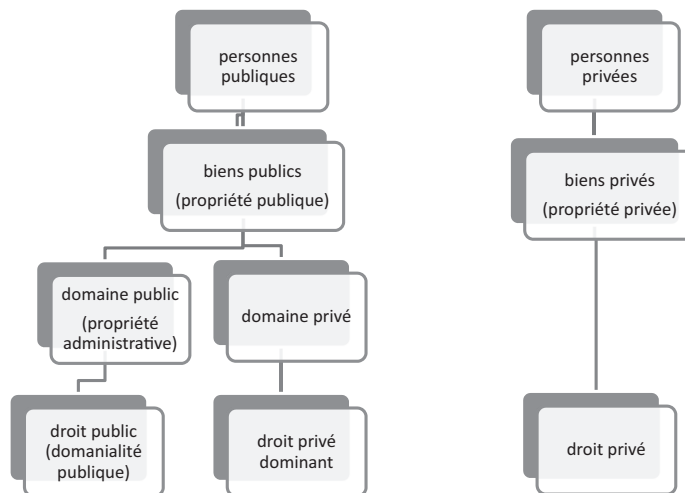 personnes
publiques
personnes
privées
biens publics
(propriété publique)
biens privés
(propriété privée)
domaine public
(propriété
administrative)
domaine privé
droit public
(domanialité
publique)
droit privé
dominant
droit privé